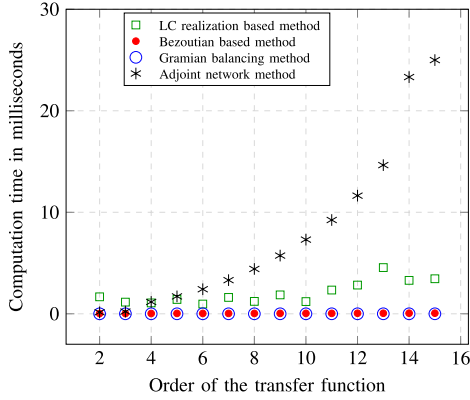 30
20
10
0
Computation time in milliseconds
LC realization based method
Bezoutian based method
Gramian balancing method
Adjoint network method
2 4 6 8 10 12 14 16
Order of the transfer function